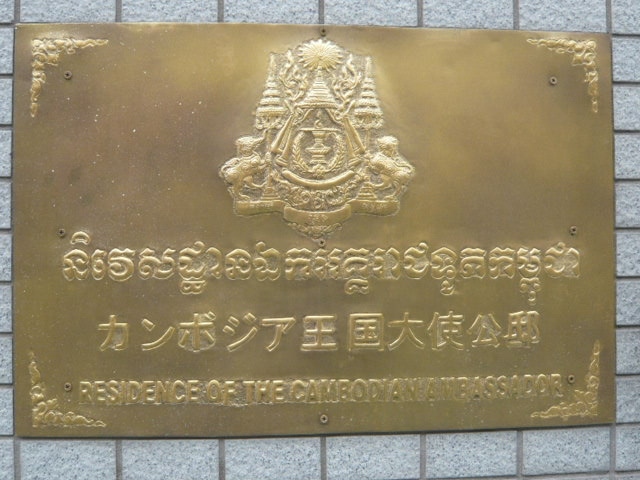 និវេសដ្ឋានឯកអគ្គរាជទូតកម្ពុជា
カンボジア王国大使公邸
RESIDENCE OF THE CAMBODIAN AMBASSADOR